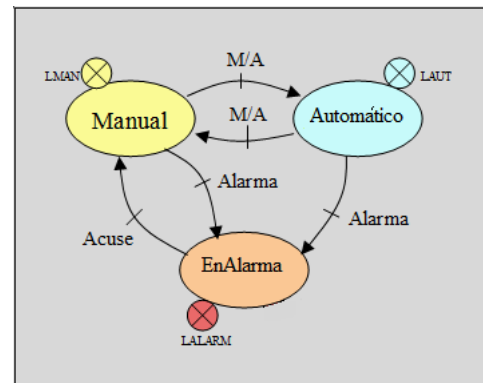 M/A
LMAN
LAUT
Manual
Automático
M/A
Alarma
Alarma
Acuse
EnAlarma
LALARM